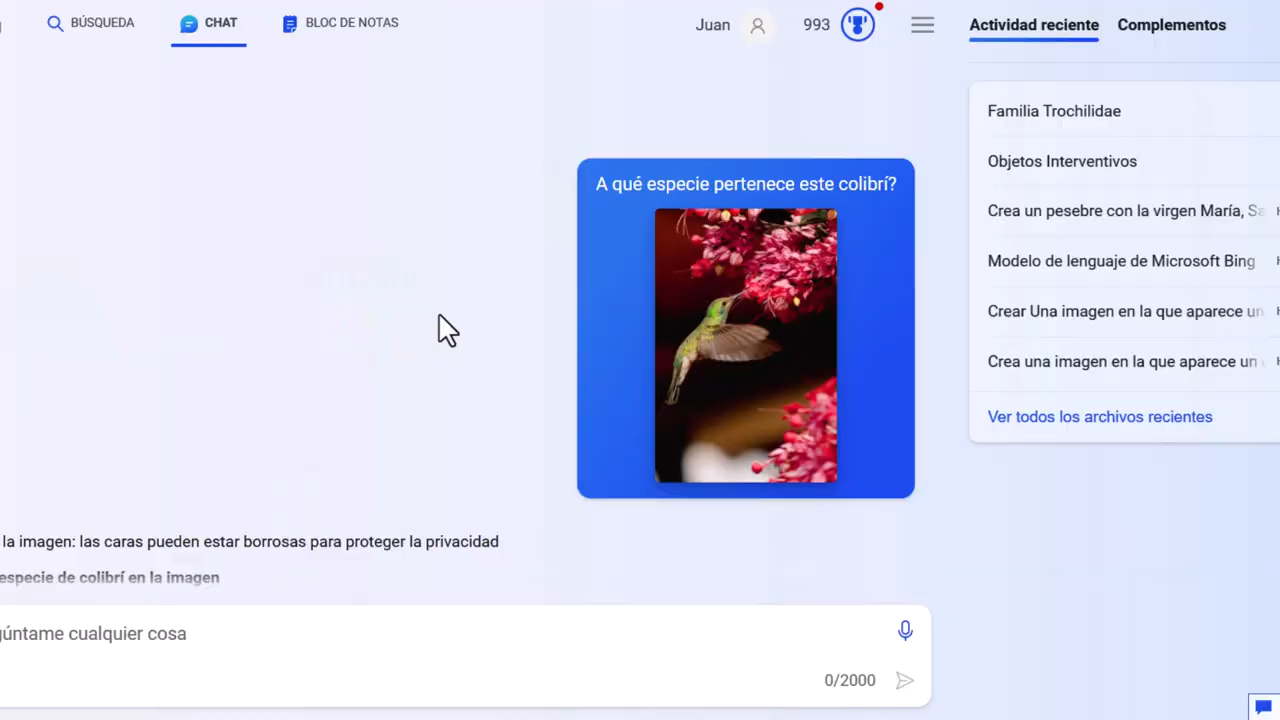 BÚSQUEDA
CHAT
BLOC DE NOTAS
Juan
993
Actividad reciente
Complementos
A qué especie pertenece este colibrí?
Familia Trochilidae
Objetos Interventivos
Crea un pesebre con la virgen María, Sa
Modelo de lenguaje de Microsoft Bing
Crear Una imagen en la que aparece un
Crea una imagen en la que aparece un
Ver todos los archivos recientes
la imagen: las caras pueden estar borrosas para proteger la privacidad
especie de colibrí en la imagen
gúntame cualquier cosa
0/2000